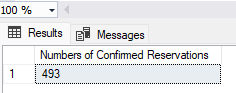 100 %
Results Messages
Numbers of Confirmed Reservations
1 493